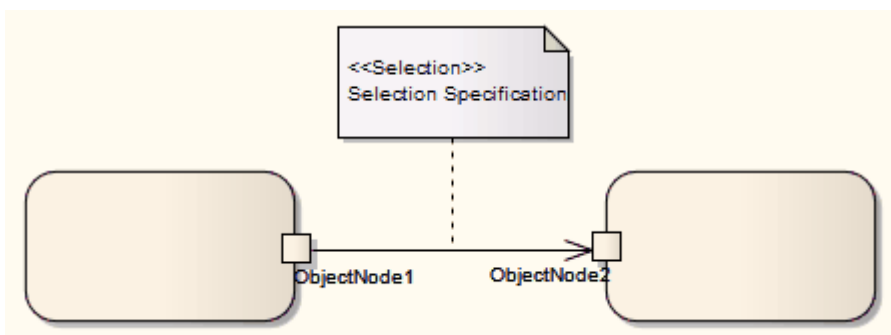 <<Selection>>
Selection Specification
ObjectNode1
ObjectNode2